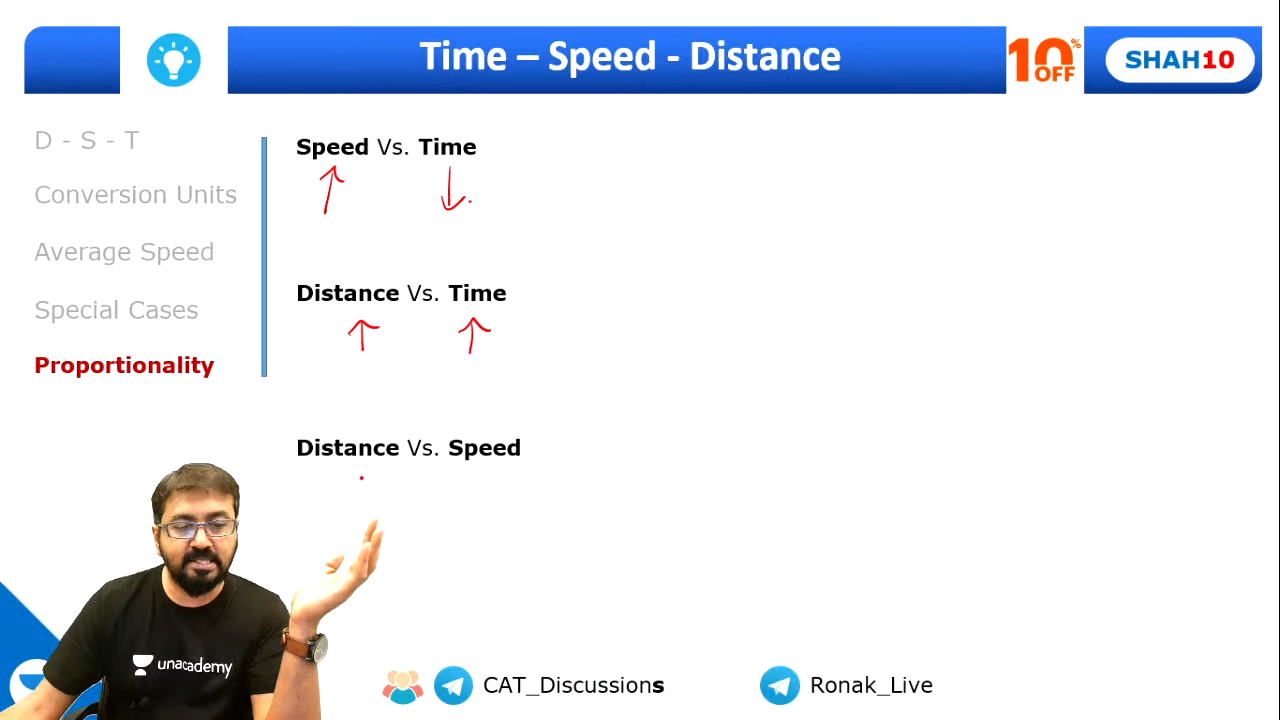 Time – Speed - Distance
10% OFF
SHAH10
D - S - T
Conversion Units
Average Speed
Special Cases
Proportionality
Speed Vs. Time
Distance Vs. Time
Distance Vs. Speed
unacademy
CAT_Discussions
Ronak_Live